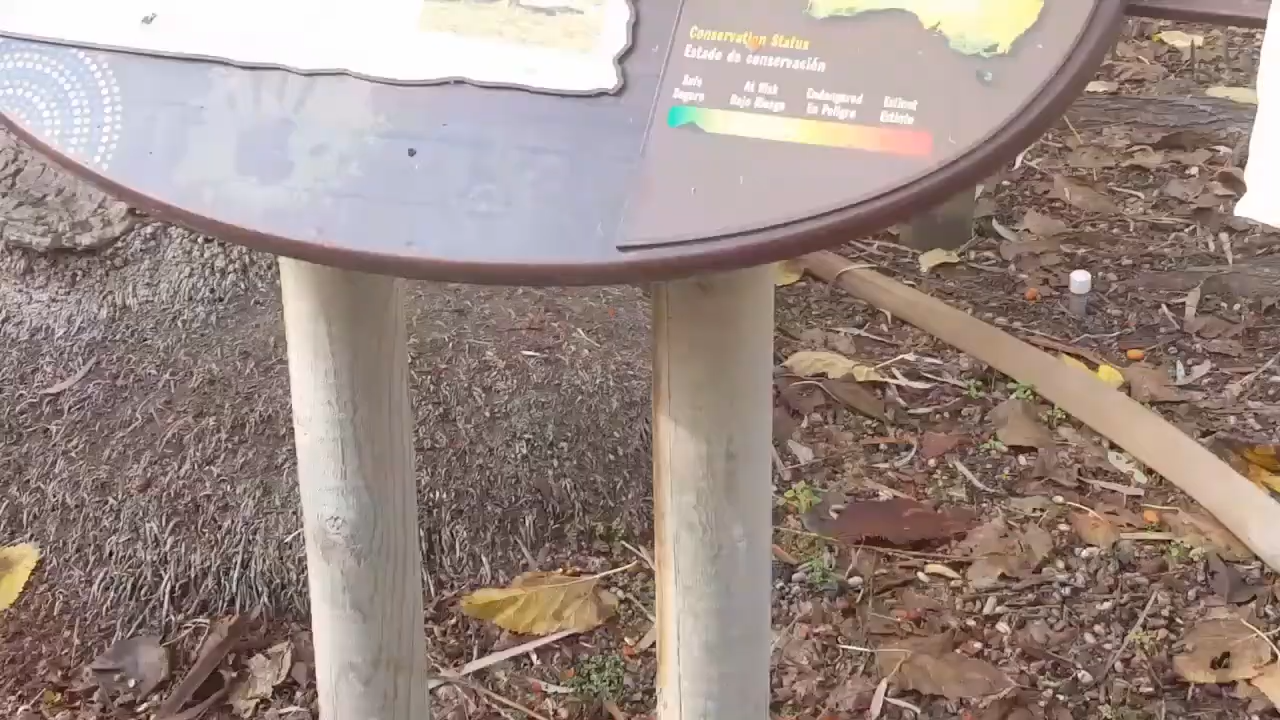 Conservation Status
Estado de conservación
Safe At Risk Endangered Extinct
Seguro Bajo Riesgo En Peligro Extinto